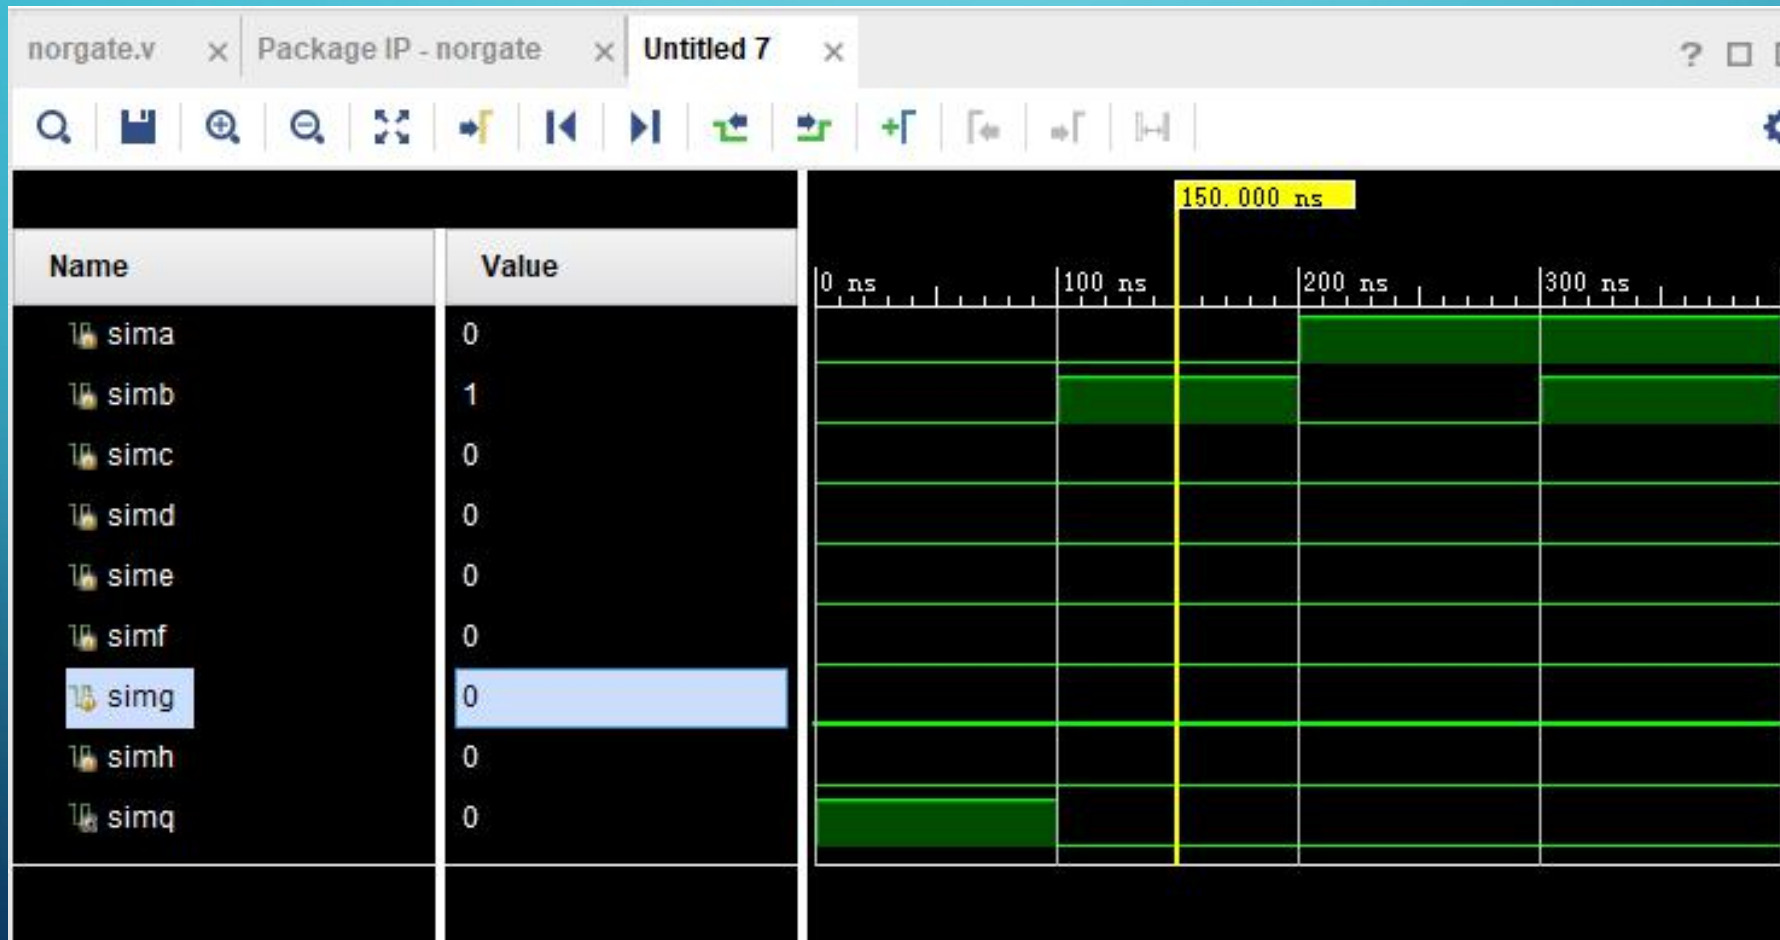 norgate.v Package IP - norgate Untitled 7 ?
150.000 ns
Name Value
0 ns 100 ns 200 ns 300 ns
sima 0
simb 1
simc 0
simd 0
sime 0
simf 0
simg 0
simh 0
simq 0